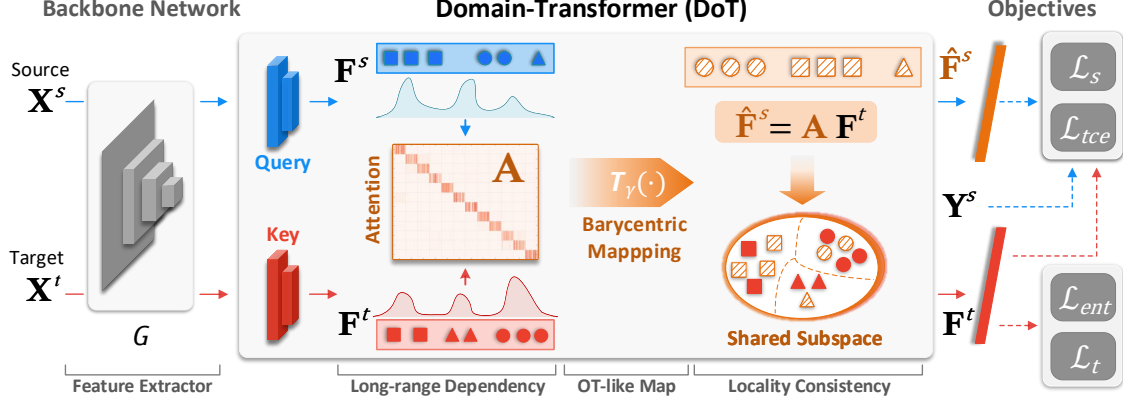 Backbone Network
Domain-Transformer (DoT)
Objectives
Source
X^s
Target
X^t
G
Query
Key
F^s
Attention
A
F^t
T_γ(·)
Barycentric
Mappping
F̂^s = A F^t
Shared Subspace
F̂^s
Y^s
F^t
ℒ_s
ℒ_tce
ℒ_ent
ℒ_t
Feature Extractor
Long-range Dependency
OT-like Map
Locality Consistency